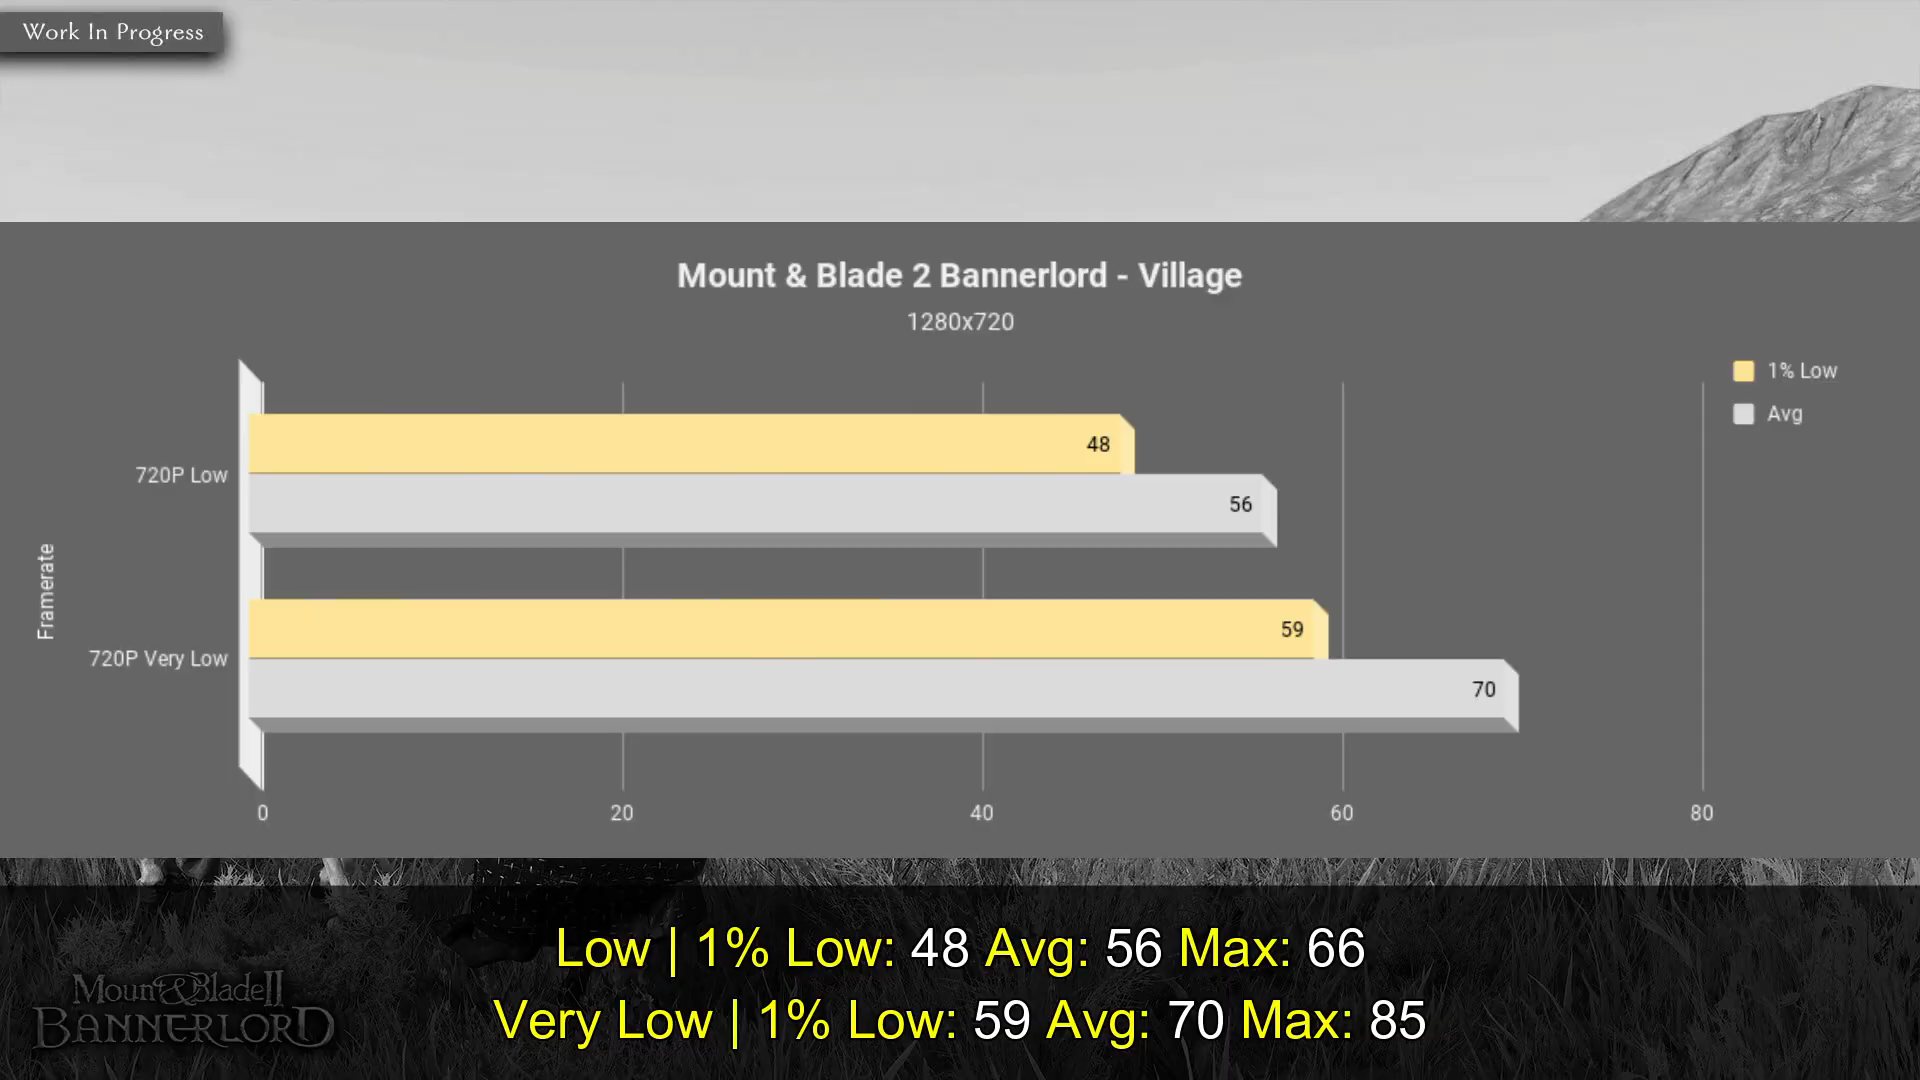 Work In Progress
Mount & Blade 2 Bannerlord - Village
1280x720
1% Low
Avg
48
720P Low
56
Framerate
59
720P Very Low
70
0 20 40 60 80
Low | 1% Low: 48 Avg: 56 Max: 66
Very Low | 1% Low: 59 Avg: 70 Max: 85
Mount & Blade II
BANNERLORD